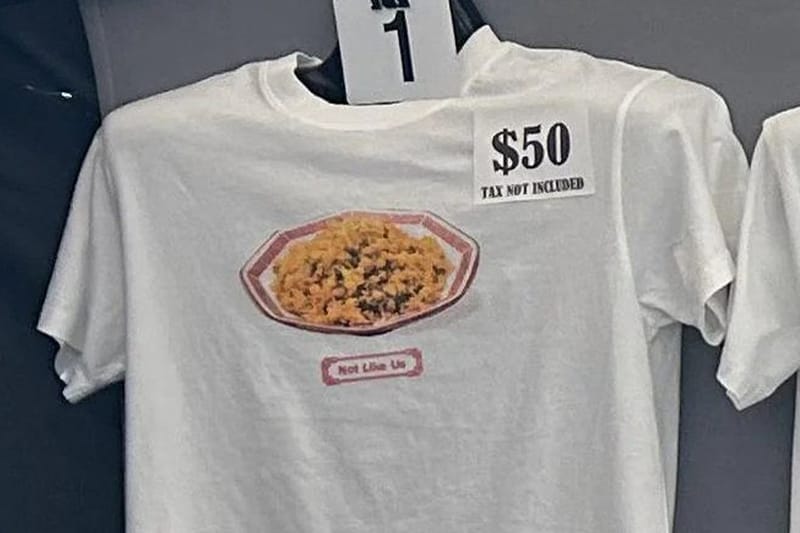 1
$50
TAX NOT INCLUDED
Not Like Us